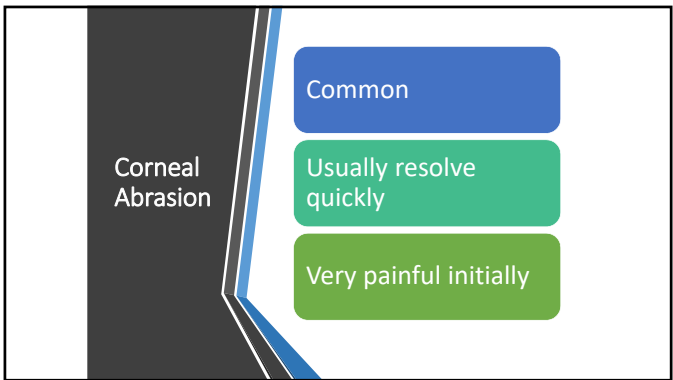 Corneal
Abrasion
Common
Usually resolve
quickly
Very painful initially